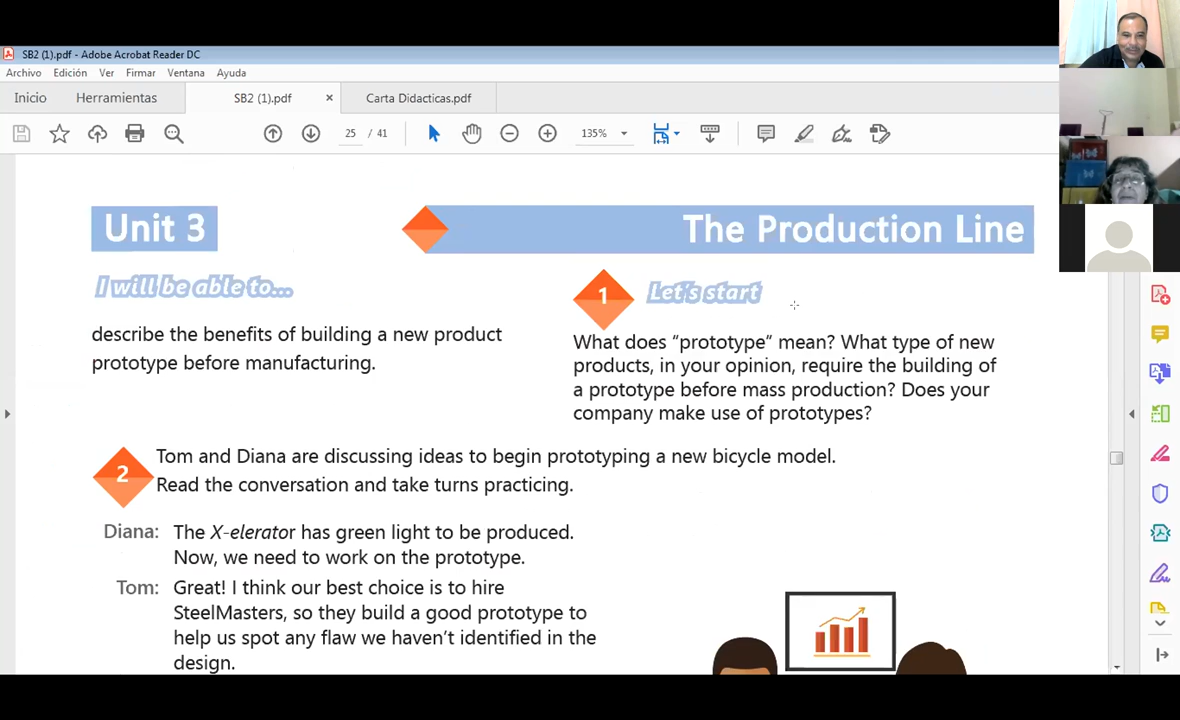 SB2 (1).pdf - Adobe Acrobat Reader DC
Archivo Edición Ver Firmar Ventana Ayuda
Inicio Herramientas SB2 (1).pdf × Carta Didacticas.pdf
25 / 41 135%
Unit 3
The Production Line
I will be able to...
describe the benefits of building a new product
prototype before manufacturing.
1 Let's start
What does “prototype” mean? What type of new
products, in your opinion, require the building of
a prototype before mass production? Does your
company make use of prototypes?
2 Tom and Diana are discussing ideas to begin prototyping a new bicycle model.
Read the conversation and take turns practicing.
Diana: The X-elerator has green light to be produced.
Now, we need to work on the prototype.
Tom: Great! I think our best choice is to hire
SteelMasters, so they build a good prototype to
help us spot any flaw we haven't identified in the
design.